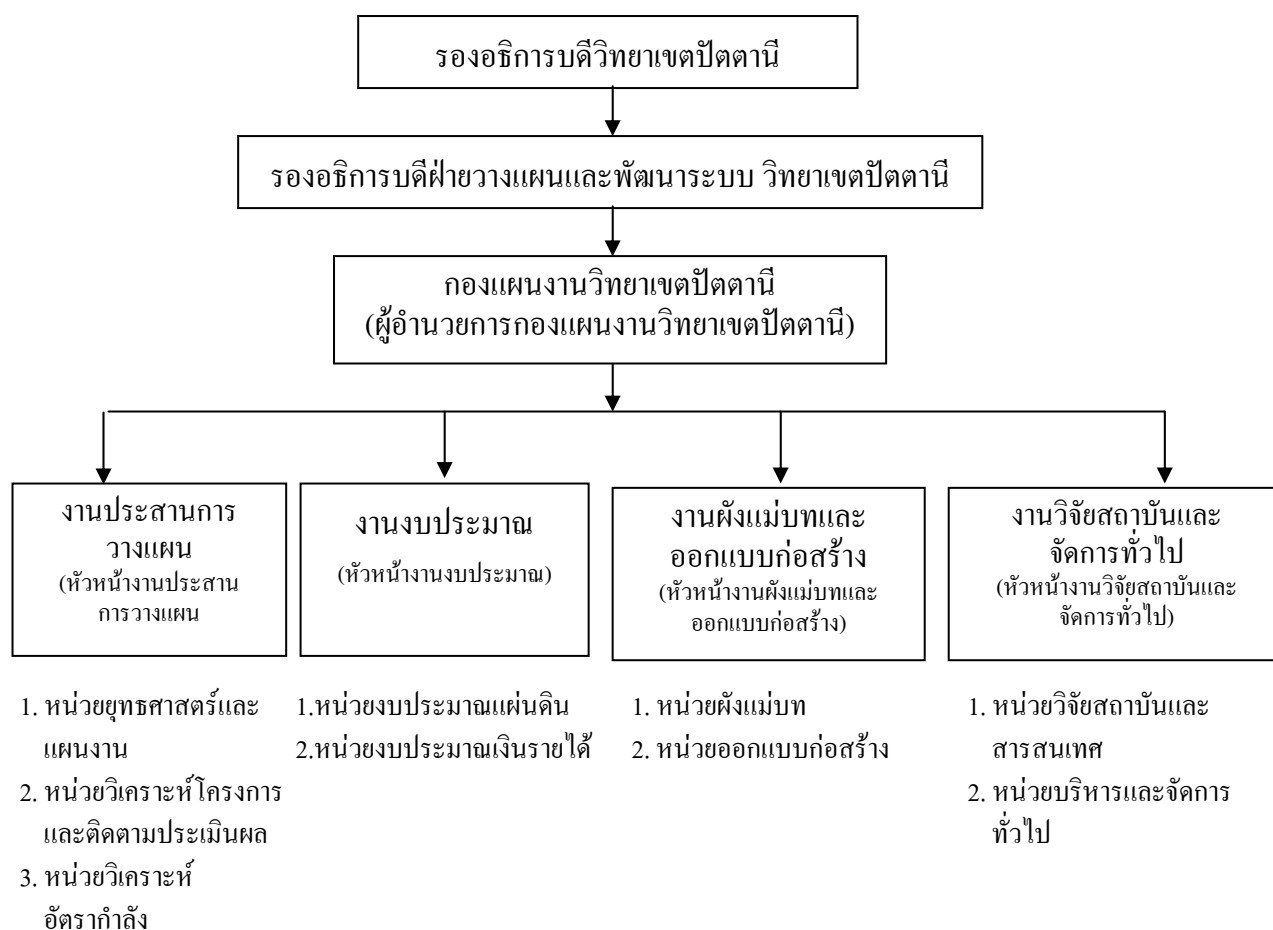 รองอธิการบดีวิทยาเขตปัตตานี
รองอธิการบดีฝ่ายวางแผนและพัฒนาระบบ วิทยาเขตปัตตานี
กองแผนงานวิทยาเขตปัตตานี
(ผู้อำนวยการกองแผนงานวิทยาเขตปัตตานี)
งานประสานการ
วางแผน
(หัวหน้างานประสาน
การวางแผน
งานงบประมาณ
(หัวหน้างานงบประมาณ)
งานผังแม่บทและ
ออกแบบก่อสร้าง
(หัวหน้างานผังแม่บทและ
ออกแบบก่อสร้าง)
งานวิจัยสถาบันและ
จัดการทั่วไป
(หัวหน้างานวิจัยสถาบันและ
จัดการทั่วไป)
1. หน่วยยุทธศาสตร์และ
แผนงาน
2. หน่วยวิเคราะห์โครงการ
และติดตามประเมินผล
3. หน่วยวิเคราะห์
อัตรากำลัง
1.หน่วยงบประมาณแผ่นดิน
2.หน่วยงบประมาณเงินรายได้
1. หน่วยผังแม่บท
2. หน่วยออกแบบก่อสร้าง
1. หน่วยวิจัยสถาบันและ
สารสนเทศ
2. หน่วยบริหารและจัดการ
ทั่วไป